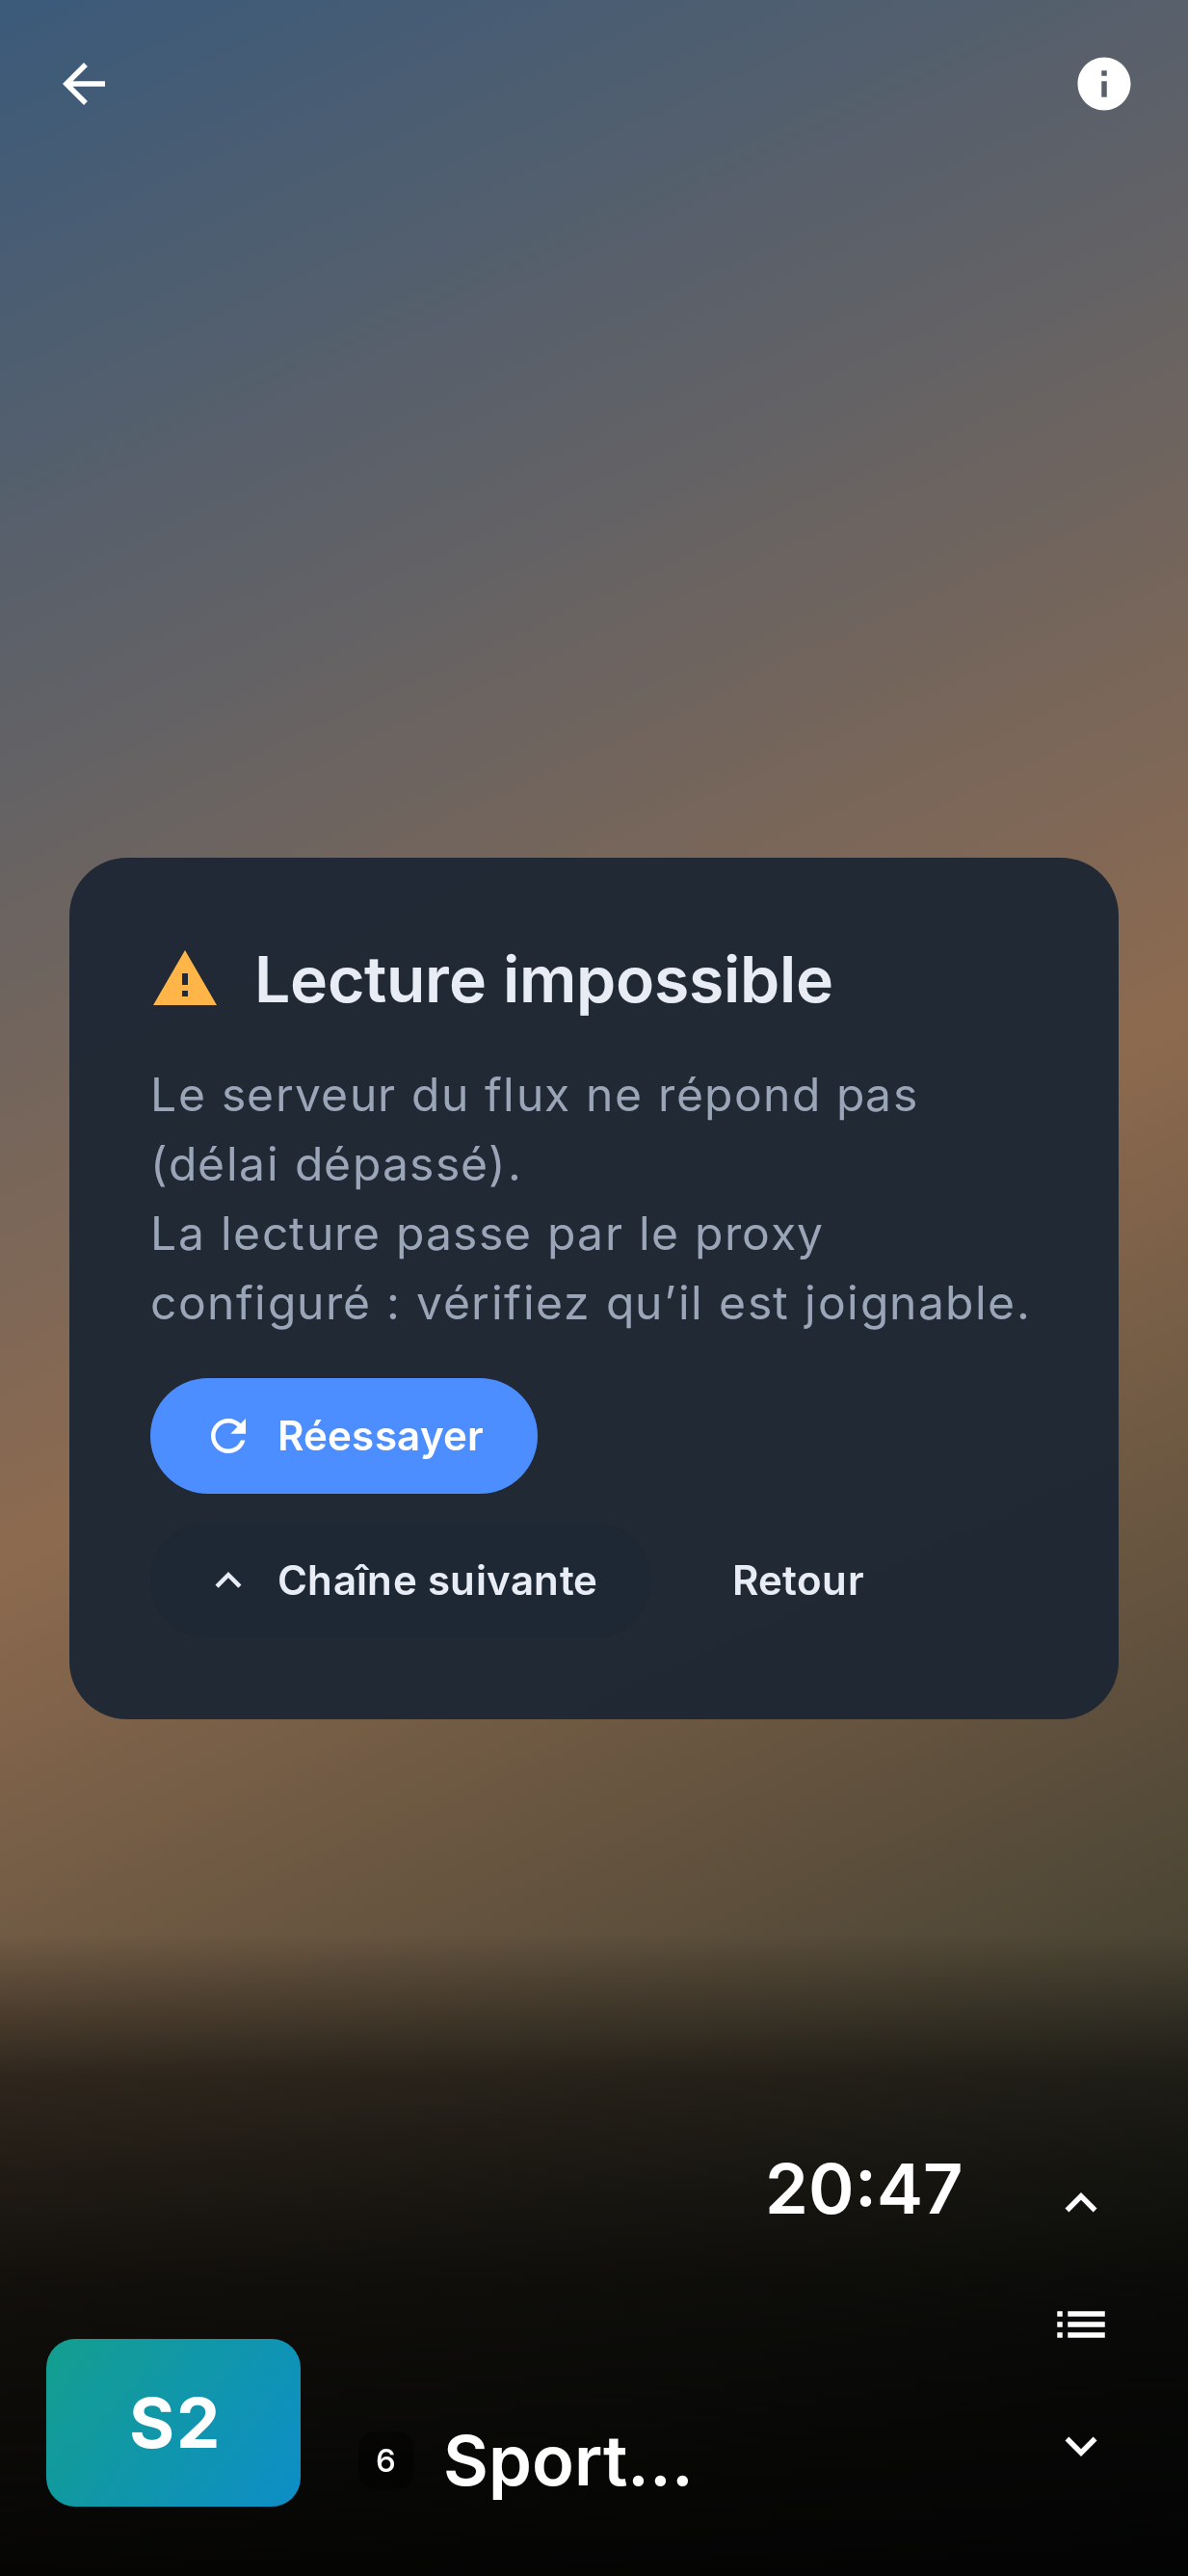 Lecture impossible
Le serveur du flux ne répond pas
(délai dépassé).
La lecture passe par le proxy
configuré : vérifiez qu’il est joignable.
Réessayer
Chaîne suivante
Retour
20:47
S2
6 Sport...